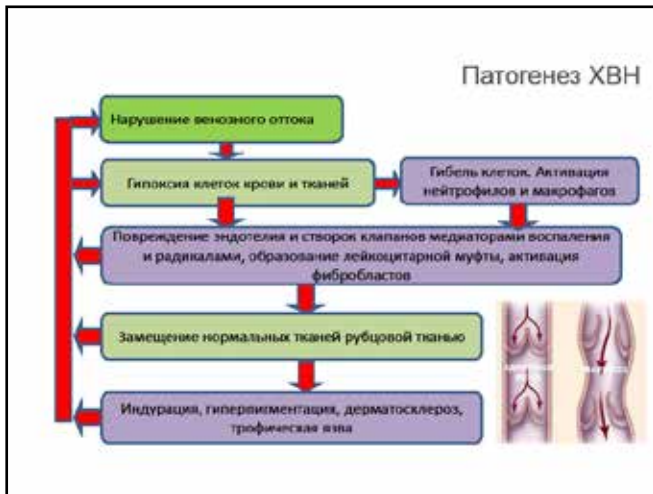 Патогенез ХВН
Нарушение венозного оттока
Гипоксия клеток крови и тканей
Гибель клеток. Активация
нейтрофилов и макрофагов
Повреждение эндотелия и створок клапанов медиаторами воспаления
и радикалами, образование лейкоцитарной муфты, активация
фибробластов
Замещение нормальных тканей рубцовой тканью
Индурация, гиперпигментация, дерматосклероз,
трофическая язва